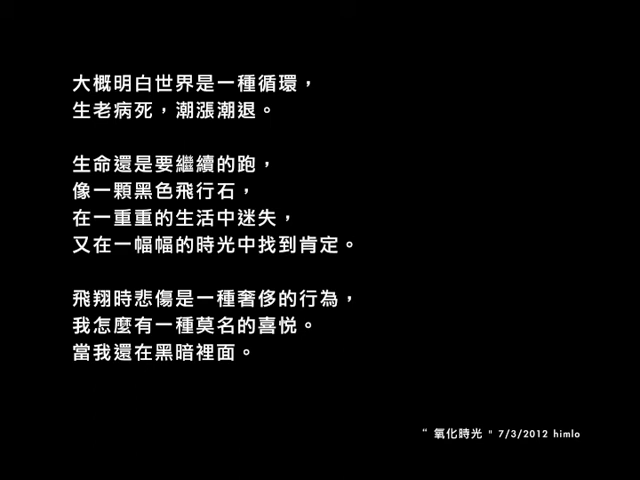 大概明白世界是一種循環，
生老病死，潮漲潮退。
生命還是要繼續的跑，
像一顆黑色飛行石，
在一重重的生活中迷失，
又在一幅幅的時光中找到肯定。
飛翔時悲傷是一種奢侈的行為，
我怎麼有一種莫名的喜悅。
當我還在黑暗裡面。
“ 氧化時光 " 7/3/2012 himlo